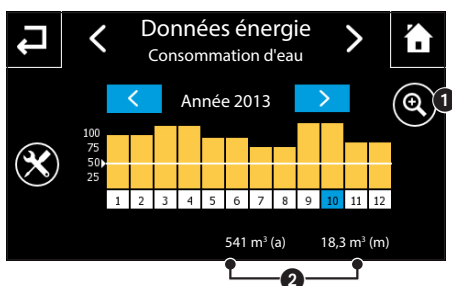 Données énergie
Consommation d'eau
Année 2013
1
100
75
50
25
1 2 3 4 5 6 7 8 9 10 11 12
541 m³ (a) 18,3 m³ (m)
2